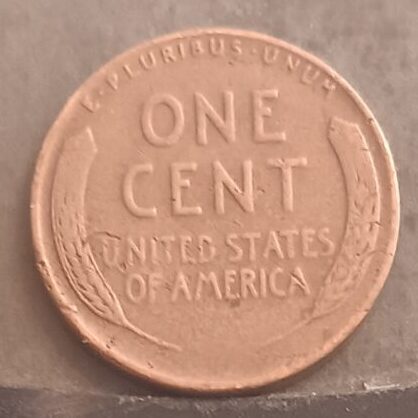 E·PLURIBUS·UNUM
ONE
CENT
UNITED STATES
OF AMERICA